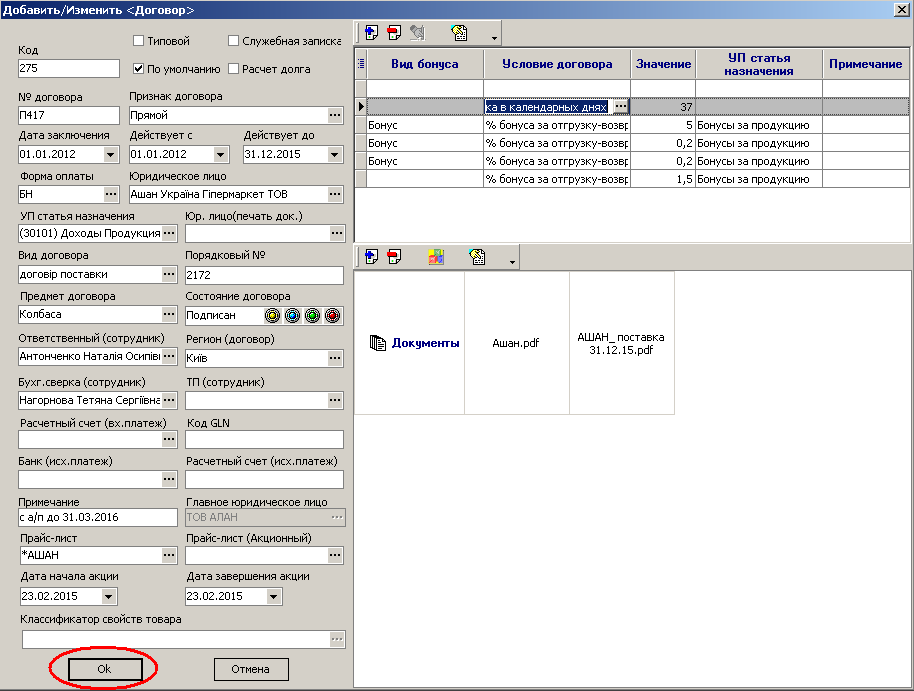 Добавить/Изменить <Договор>
Типовой
Служебная записка
Код
275
По умолчанию
Расчет долга
№ договора
Признак договора
П417
Прямой
Дата заключения
Действует с
Действует до
01.01.2012
01.01.2012
31.12.2015
Форма оплаты
Юридическое лицо
БН
Ашан Україна Гіпермаркет ТОВ
УП статья назначения
Юр. лицо(печать док.)
(30101) Доходы Продукция
Вид договора
Порядковый №
договір поставки
2172
Предмет договора
Состояние договора
Колбаса
Подписан
Ответственный (сотрудник)
Регион (договор)
Антонченко Наталія Осипівн
Київ
Бухг.сверка (сотрудник)
ТП (сотрудник)
Нагорнова Тетяна Сергіївна
Расчетный счет (вх.платеж)
Код GLN
Банк (исх.платеж)
Расчетный счет (исх.платеж)
Примечание
Главное юридическое лицо
с а/п до 31.03.2016
ТОВ АЛАН
Прайс-лист
Прайс-лист (Акционный)
*АШАН
Дата начала акции
Дата завершения акции
23.02.2015
23.02.2015
Классификатор свойств товара
Ok
Отмена
Вид бонуса
Условие договора
Значение
УП статья
назначения
Примечание
ка в календарных днях
37
Бонус
% бонуса за отгрузку-возвр
5
Бонусы за продукцию
Бонус
% бонуса за отгрузку-возвр
0,2
Бонусы за продукцию
Бонус
% бонуса за отгрузку-возвр
0,2
Бонусы за продукцию
% бонуса за отгрузку-возвр
1,5
Бонусы за продукцию
Документы
Ашан.pdf
АШАН_ поставка
31.12.15.pdf